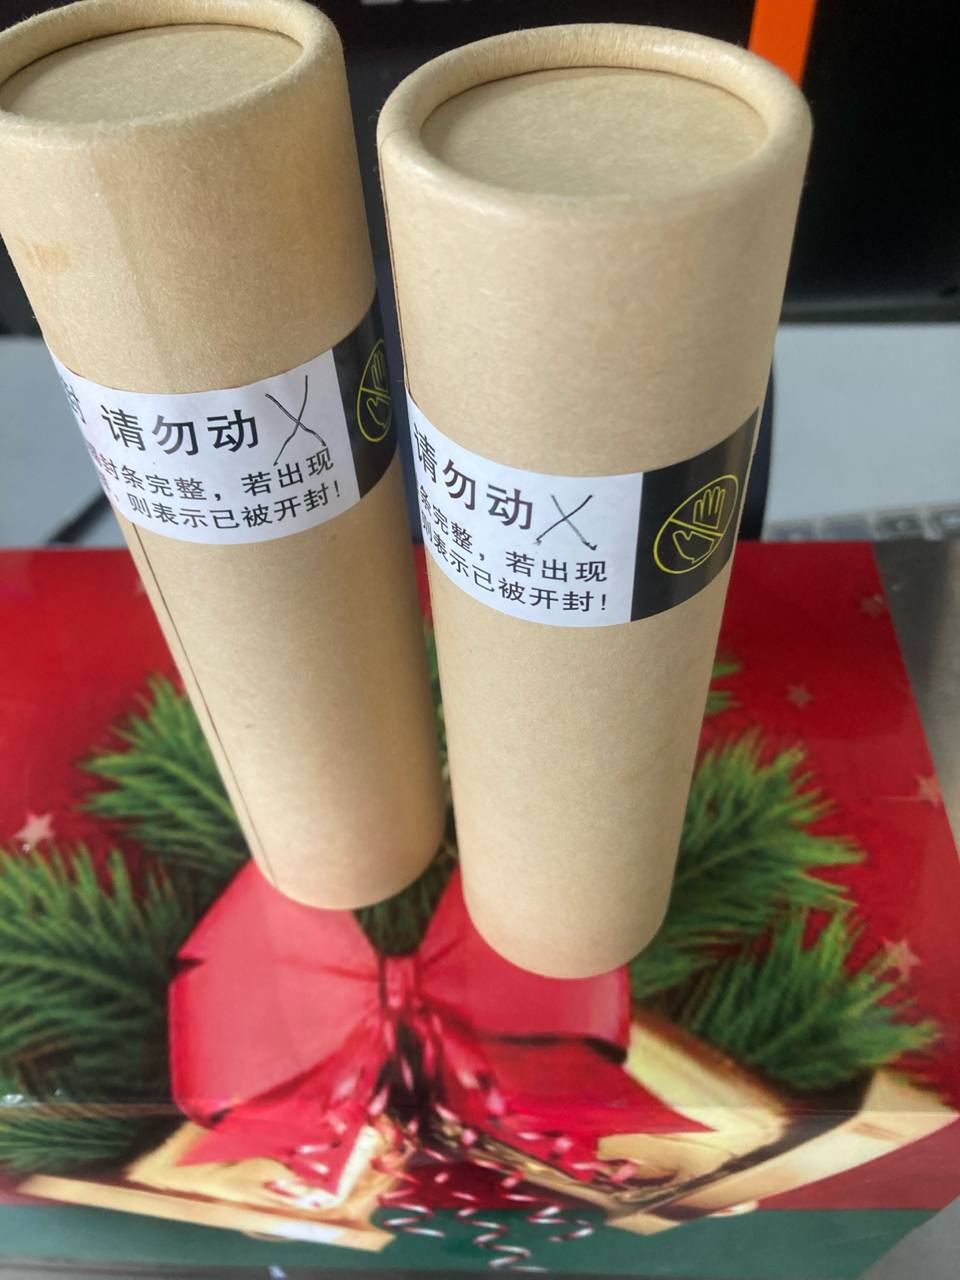 请勿动
封条完整，若出现
则表示已被开封！
请勿动
条完整，若出现
则表示已被开封！